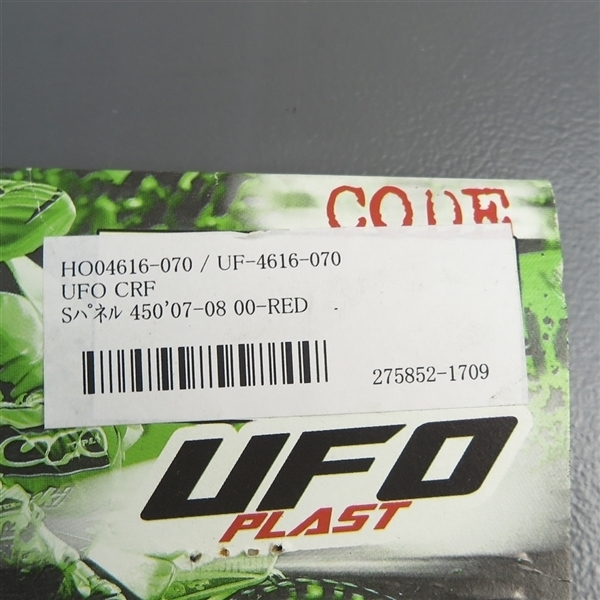 CODE
HO04616-070 / UF-4616-070
UFO CRF
Sﾊﾟﾈﾙ 450'07-08 00-RED
275852-1709
UFO
PLAST